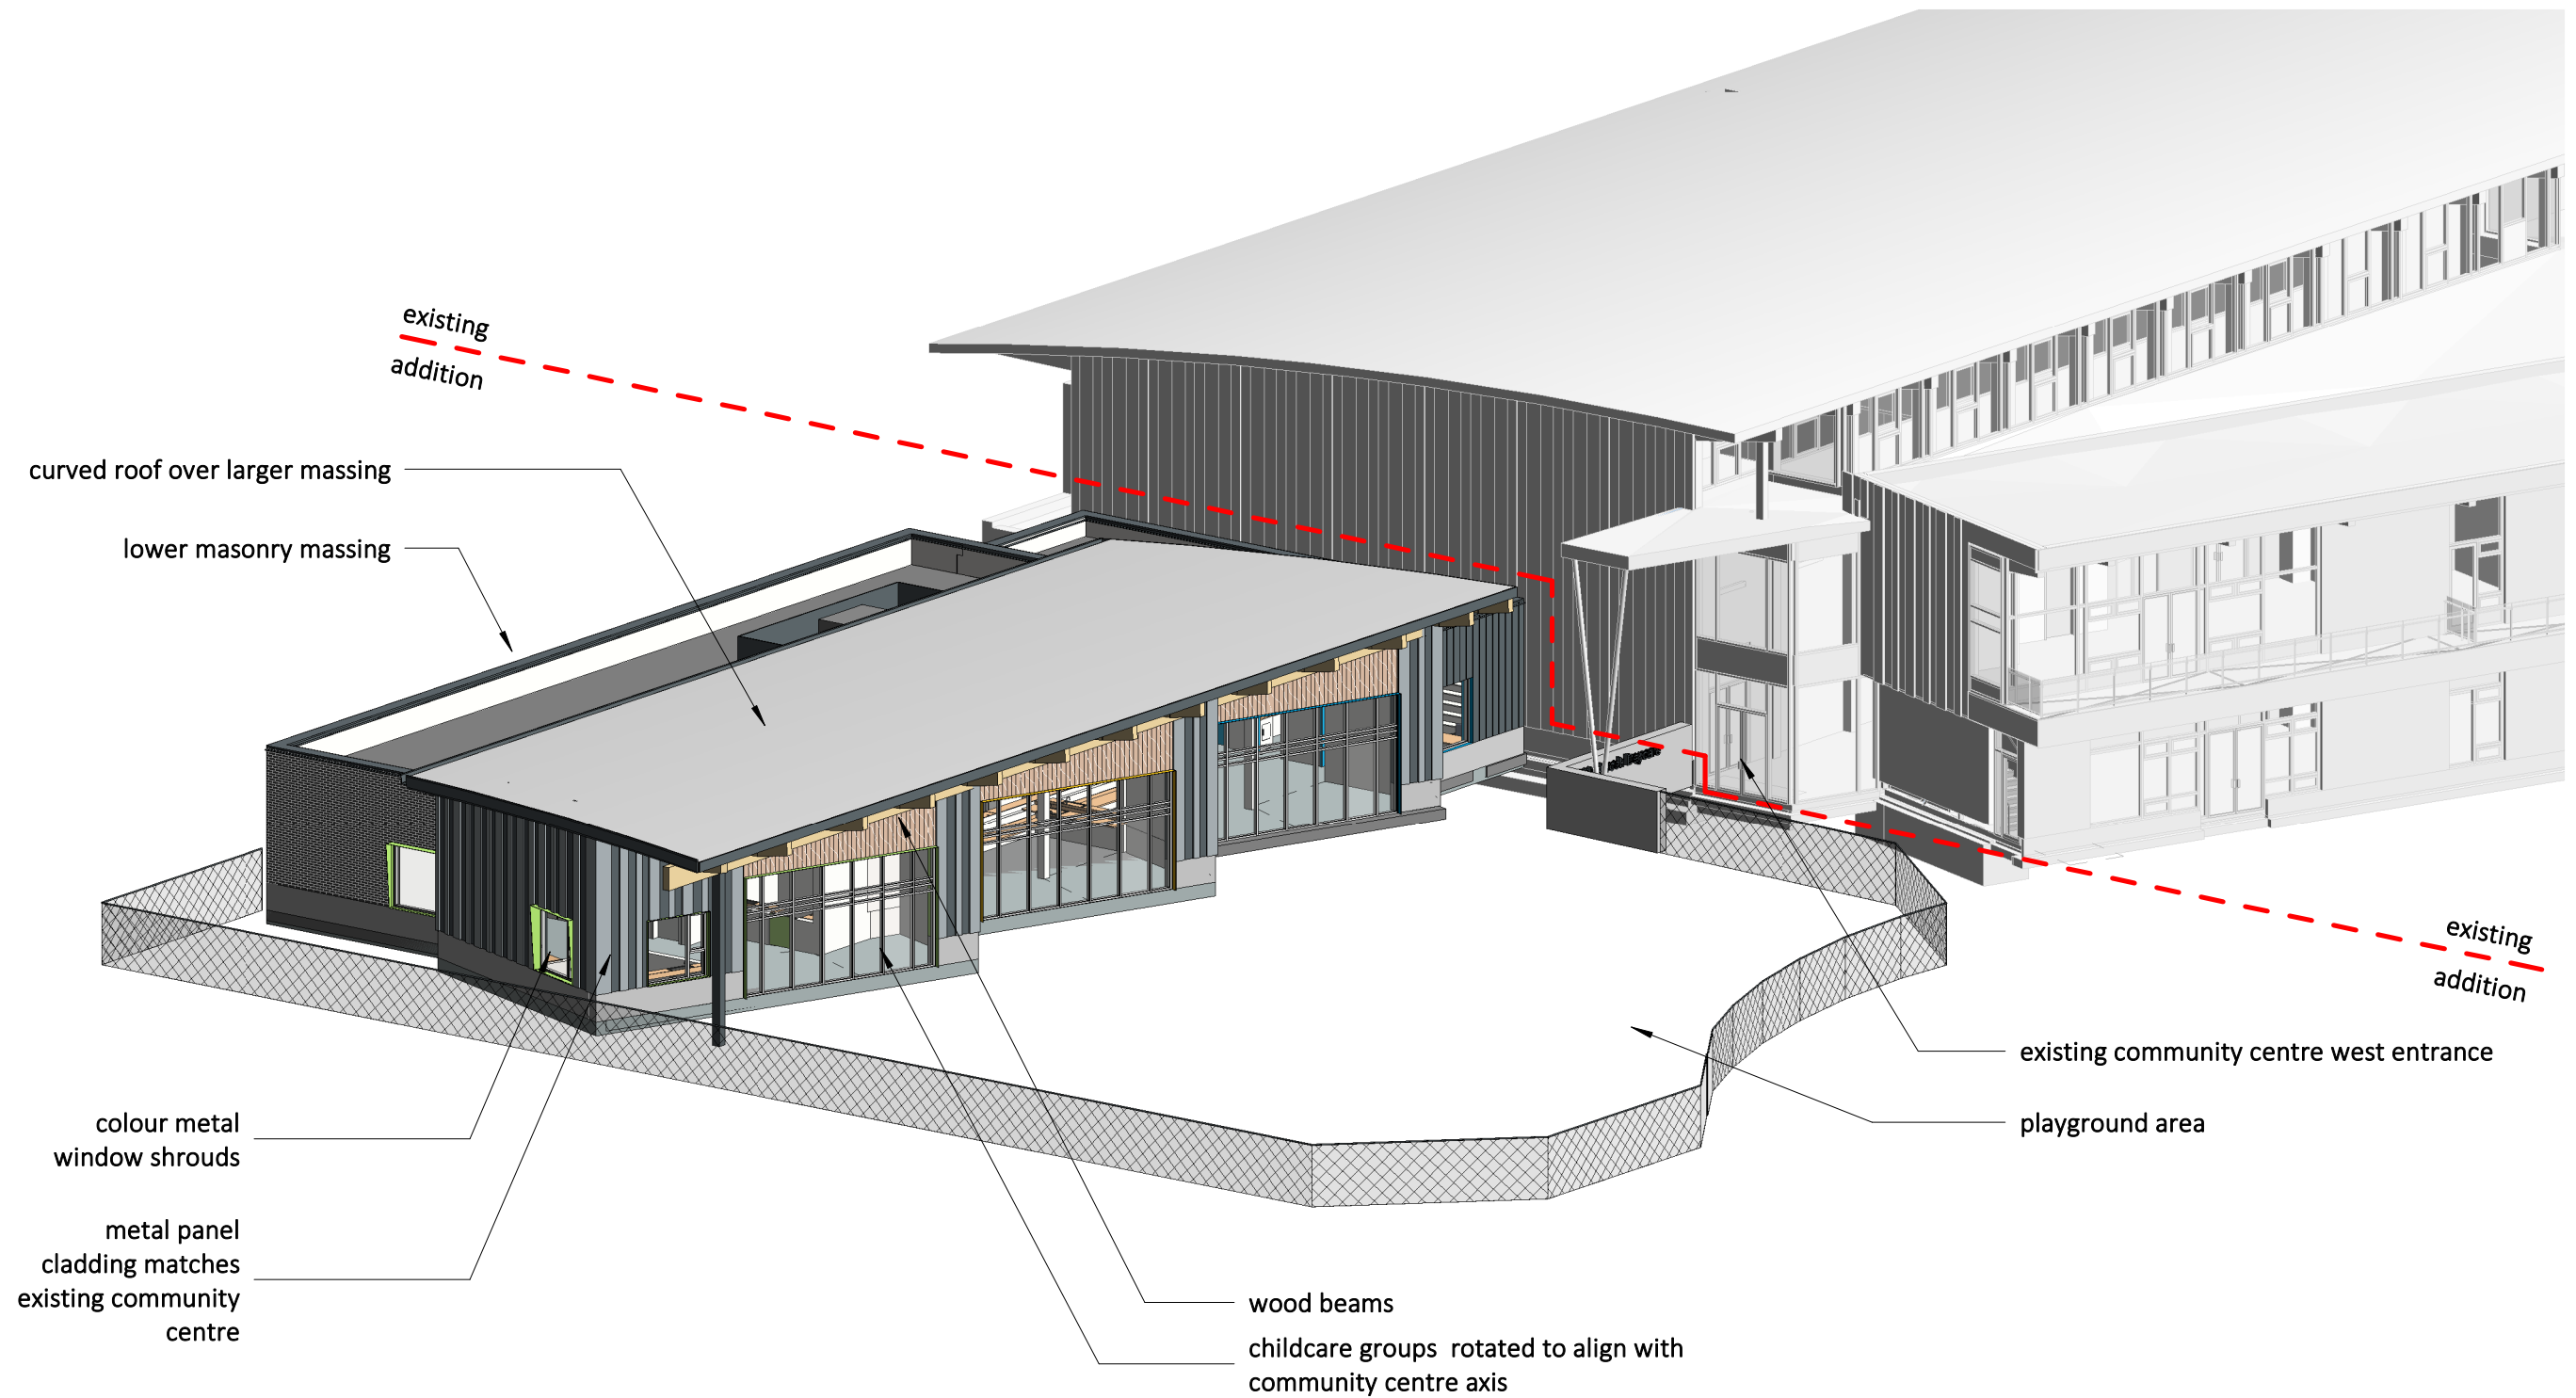 existing
addition
curved roof over larger massing
lower masonry massing
existing
addition
existing community centre west entrance
playground area
colour metal
window shrouds
metal panel
cladding matches
existing community
centre
wood beams
childcare groups rotated to align with
community centre axis